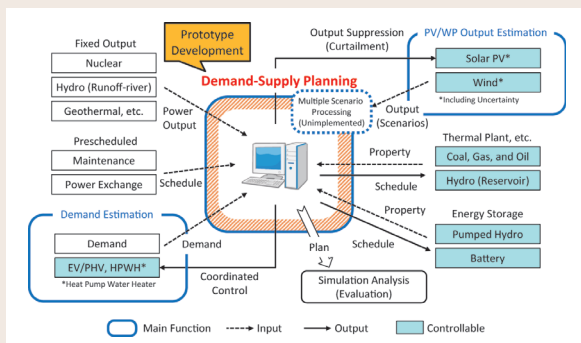 Fixed Output
Nuclear
Hydro (Runoff-river)
Geothermal, etc.
Power
Output
Prescheduled
Maintenance
Power Exchange
Schedule
Demand Estimation
Demand
EV/PHV, HPWH*
*Heat Pump Water Heater
Demand
Coordinated
Control
Prototype
Development
Demand-Supply Planning
Multiple Scenario
Processing
(Unimplemented)
Plan
Simulation Analysis
(Evaluation)
Output Suppression
(Curtailment)
PV/WP Output Estimation
Solar PV*
Wind*
*Including Uncertainty
Output
(Scenarios)
Thermal Plant, etc.
Property
Coal, Gas, and Oil
Schedule
Hydro (Reservoir)
Property
Energy Storage
Pumped Hydro
Schedule
Battery
Main Function
Input
Output
Controllable